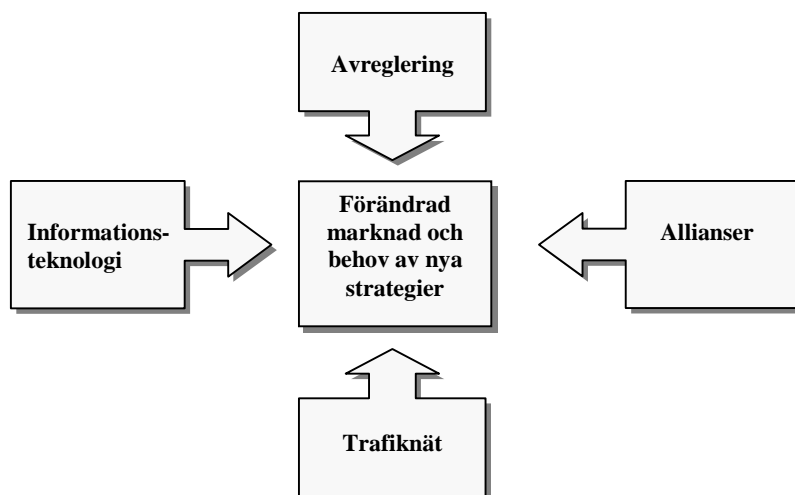 Avreglering
Informations-
teknologi
Förändrad
marknad och
behov av nya
strategier
Allianser
Trafiknät